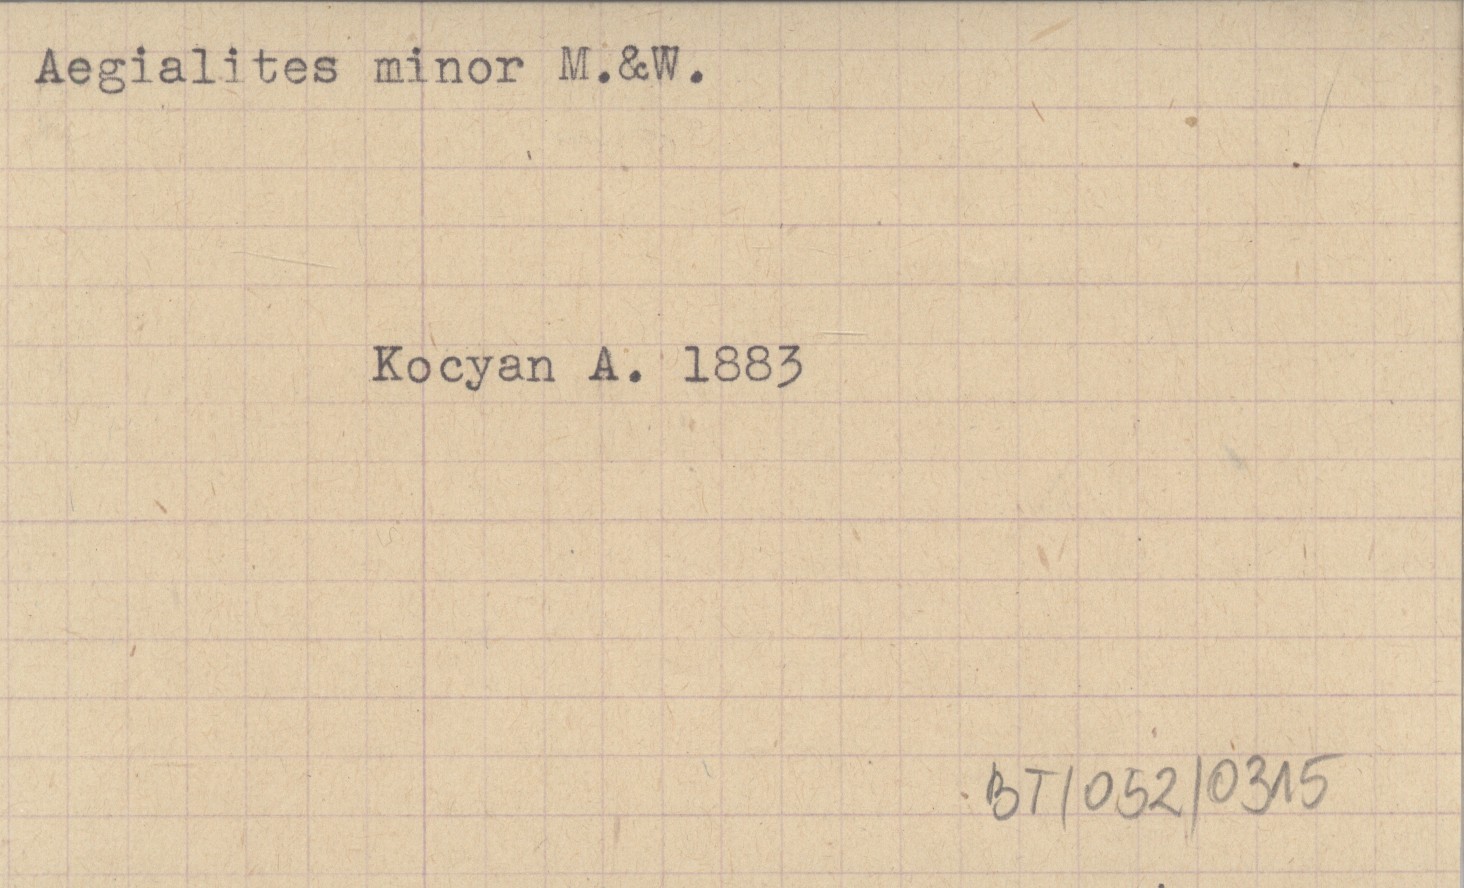 Aegialites minor M.&W.
Kocyan A. 1883
BT/052/0315